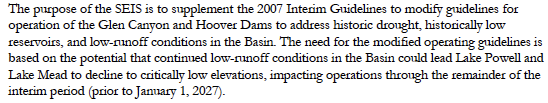 The purpose of the SEIS is to supplement the 2007 Interim Guidelines to modify guidelines for
operation of the Glen Canyon and Hoover Dams to address historic drought, historically low
reservoirs, and low-runoff conditions in the Basin. The need for the modified operating guidelines is
based on the potential that continued low-runoff conditions in the Basin could lead Lake Powell and
Lake Mead to decline to critically low elevations, impacting operations through the remainder of the
interim period (prior to January 1, 2027).